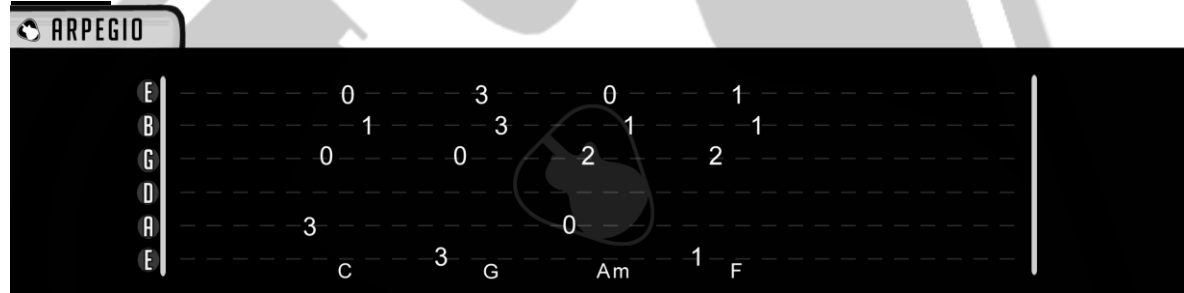 ARPEGIO
E 0 3 0 1
B 1 3 1 1
G 0 0 2 2
D
A 3 0
E 3 1
C G Am F